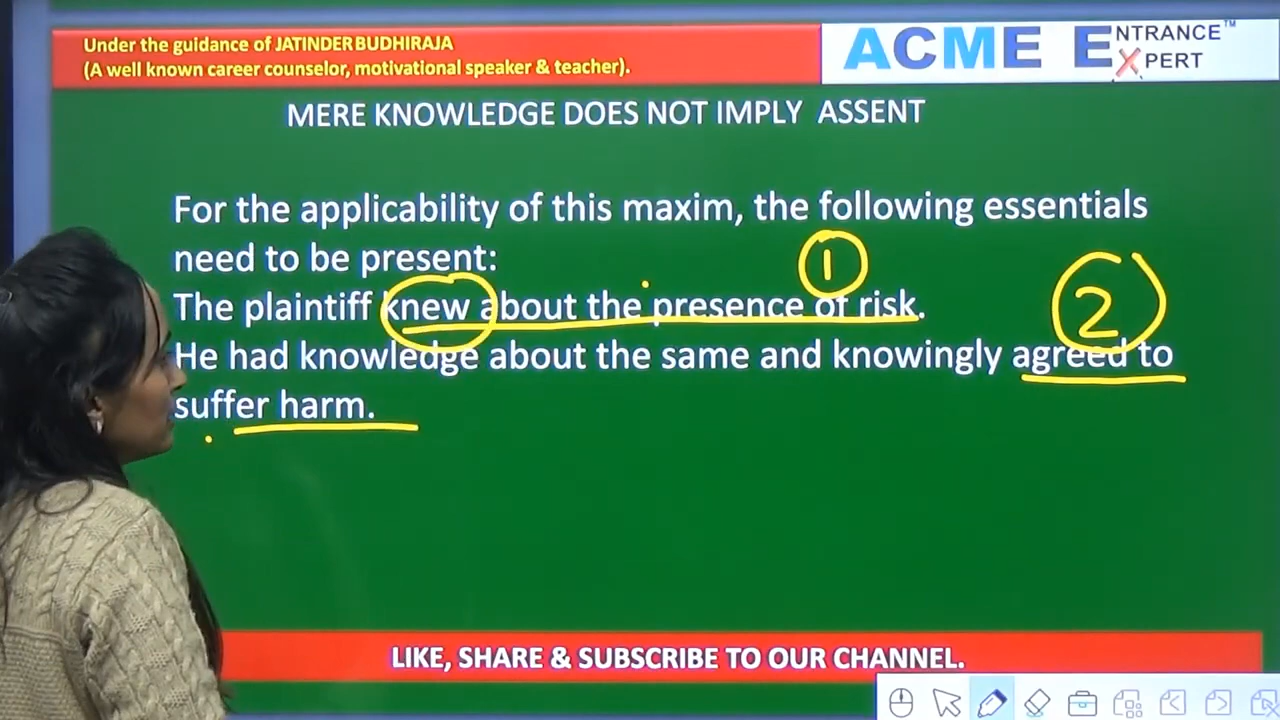 Under the guidance of JATINDER BUDHIRAJA
(A well known career counselor, motivational speaker & teacher).
ACME ENTRANCE™
EXPERT
MERE KNOWLEDGE DOES NOT IMPLY ASSENT
For the applicability of this maxim, the following essentials
need to be present:
1
The plaintiff knew about the presence of risk.
2
He had knowledge about the same and knowingly agreed to
suffer harm.
LIKE, SHARE & SUBSCRIBE TO OUR CHANNEL.